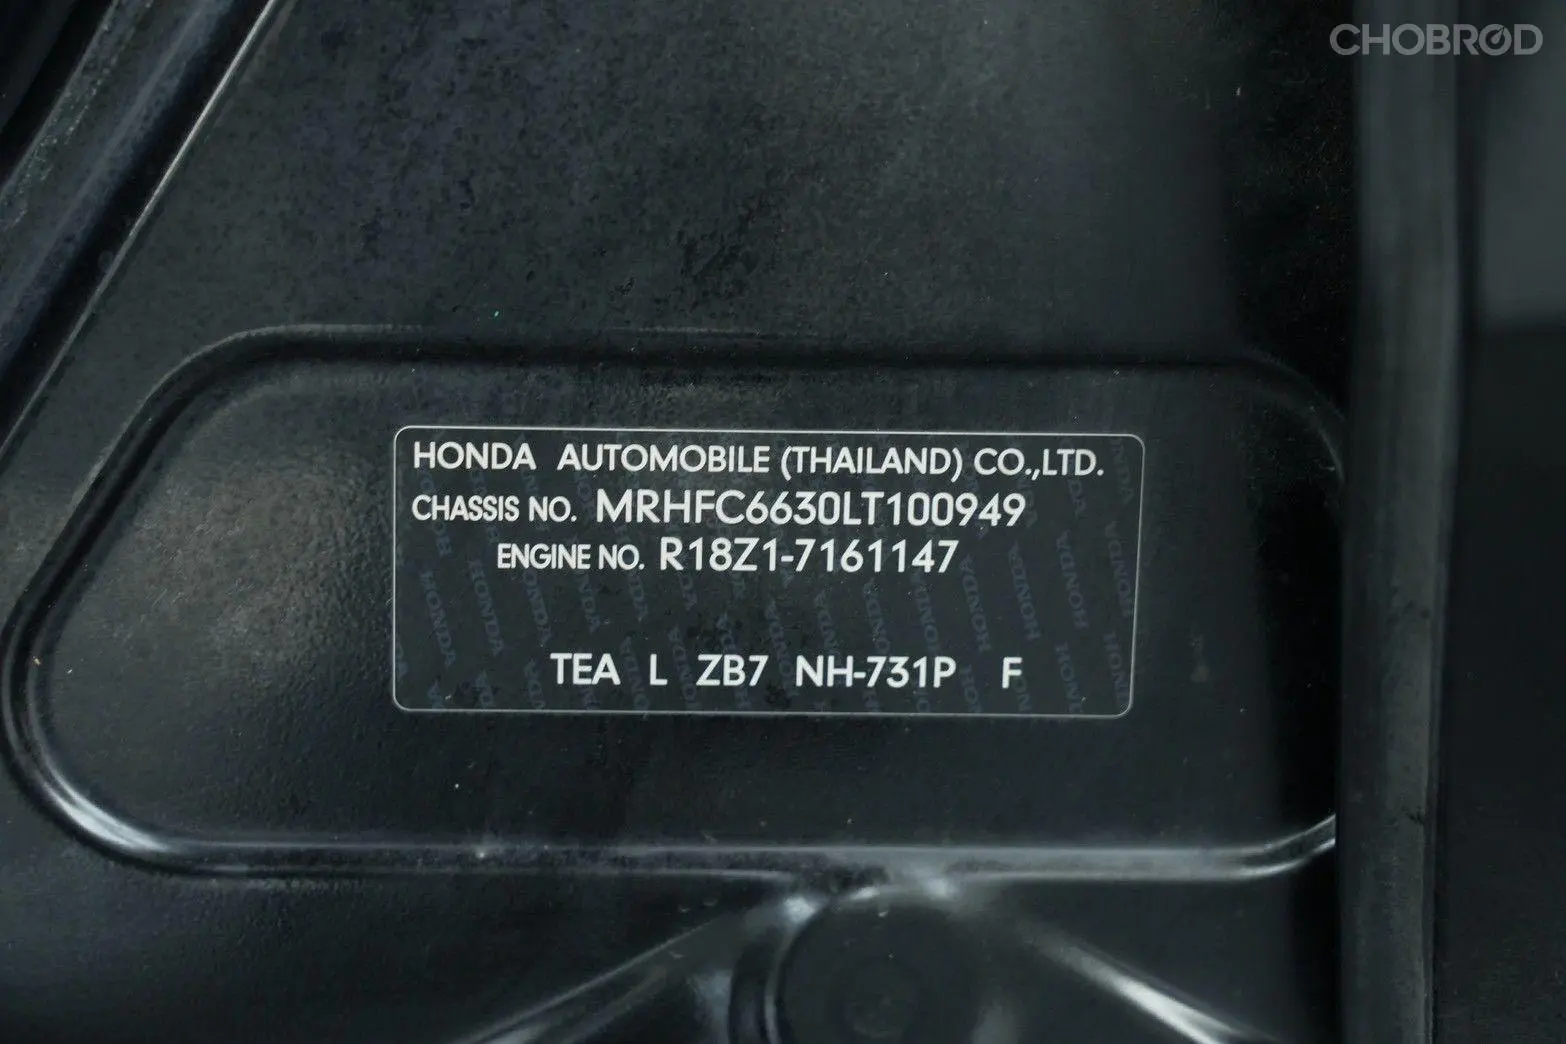 CHOBROD
HONDA AUTOMOBILE (THAILAND) CO.,LTD.
CHASSIS NO. MRHFC6630LT100949
ENGINE NO. R18Z1-7161147
TEA L ZB7 NH-731P F